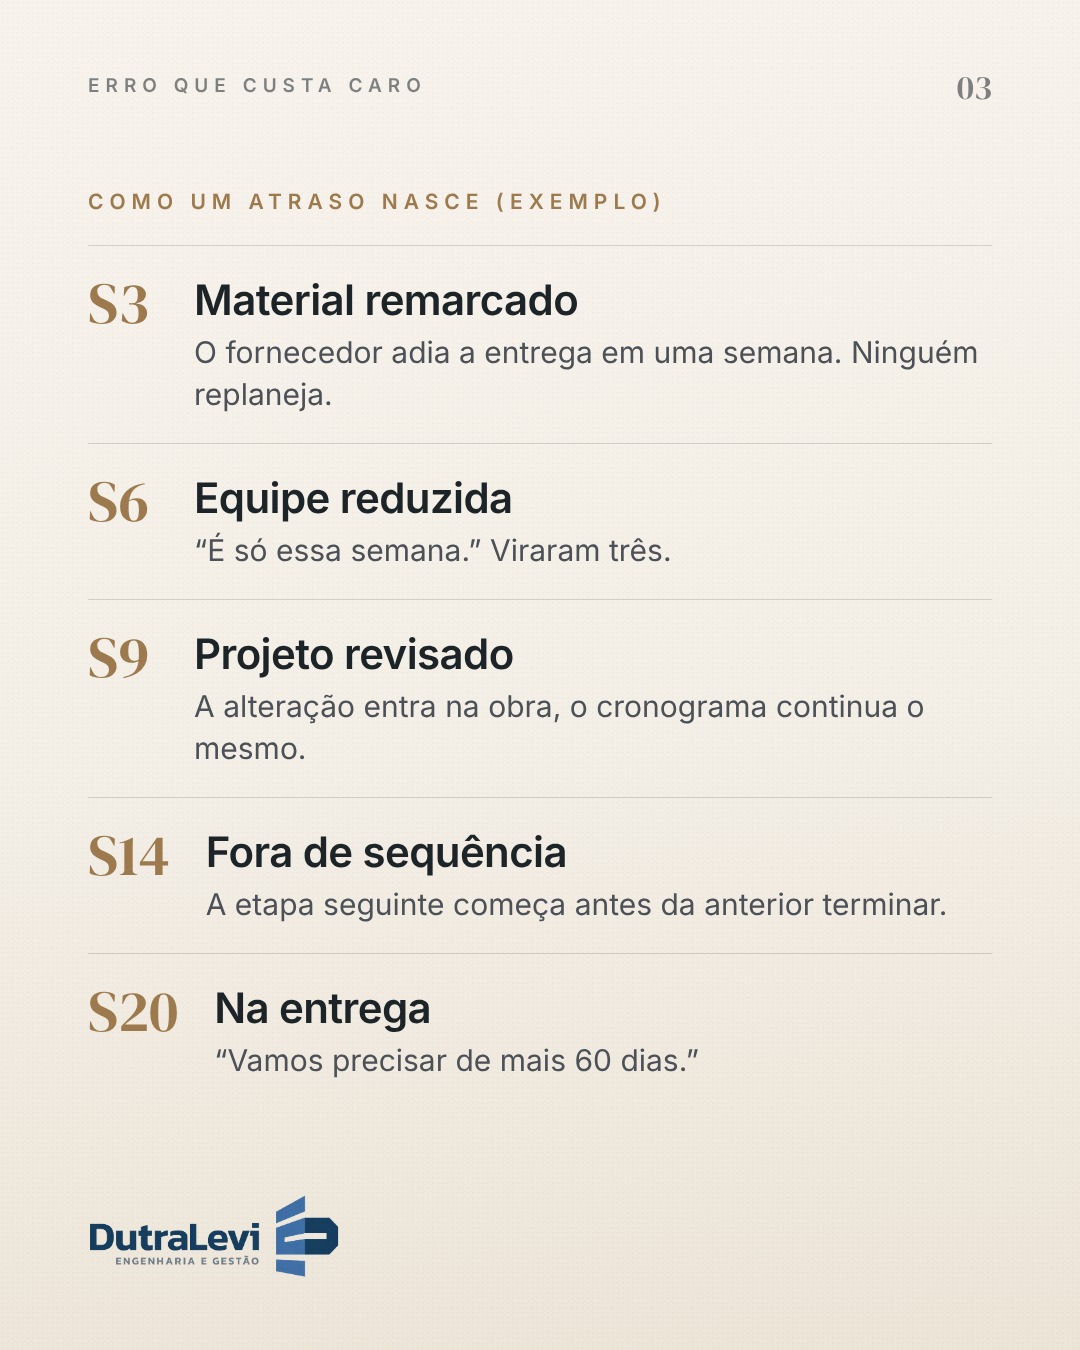 ERRO QUE CUSTA CARO
03
COMO UM ATRASO NASCE (EXEMPLO)
S3
Material remarcado
O fornecedor adia a entrega em uma semana. Ninguém
replaneja.
S6
Equipe reduzida
“É só essa semana.” Viraram três.
S9
Projeto revisado
A alteração entra na obra, o cronograma continua o
mesmo.
S14
Fora de sequência
A etapa seguinte começa antes da anterior terminar.
S20
Na entrega
“Vamos precisar de mais 60 dias.”
DutraLevi
ENGENHARIA E GESTÃO